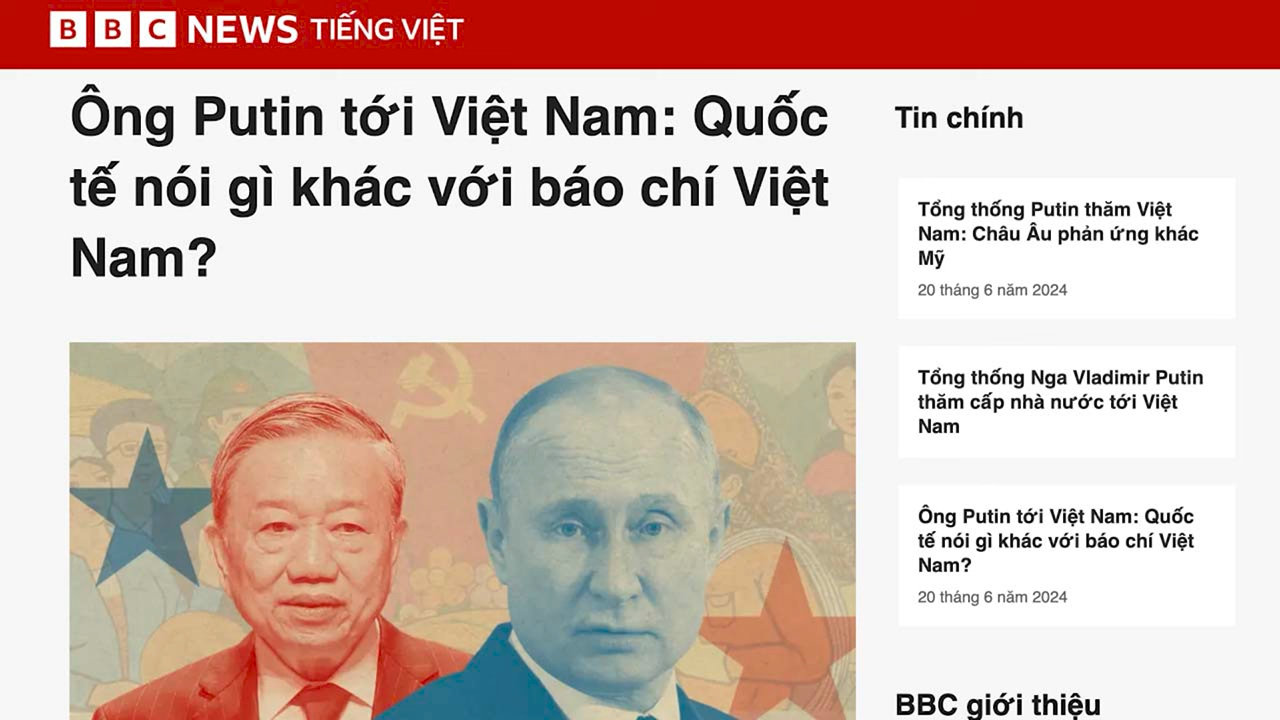 BBC NEWS TIẾNG VIỆT
Ông Putin tới Việt Nam: Quốc
tế nói gì khác với báo chí Việt
Nam?
Tin chính
Tổng thống Putin thăm Việt
Nam: Châu Âu phản ứng khác
Mỹ
20 tháng 6 năm 2024
Tổng thống Nga Vladimir Putin
thăm cấp nhà nước tới Việt
Nam
Ông Putin tới Việt Nam: Quốc
tế nói gì khác với báo chí Việt
Nam?
20 tháng 6 năm 2024
BBC giới thiệu